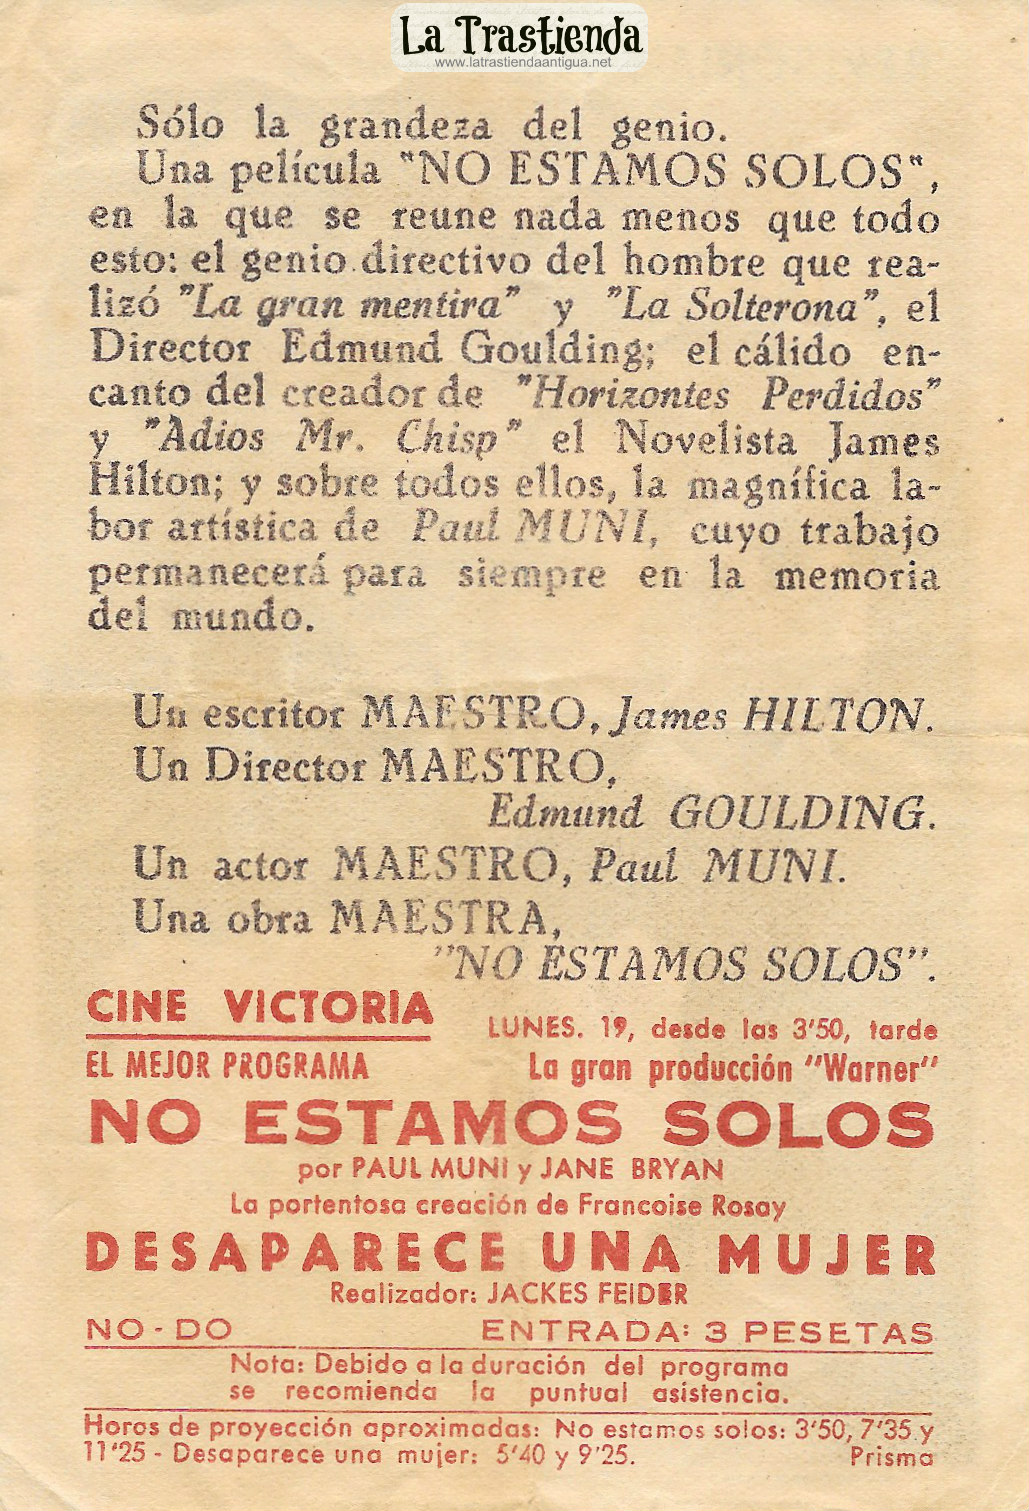 La Trastienda
www.latrastiendaantigua.net
Sólo la grandeza del genio.
Una película "NO ESTAMOS SOLOS",
en la que se reune nada menos que todo
esto: el genio directivo del hombre que rea-
lizó "La gran mentira" y "La Solterona", el
Director Edmund Goulding; el cálido en-
canto del creador de "Horizontes Perdidos"
y "Adios Mr. Chisp" el Novelista James
Hilton; y sobre todos ellos, la magnífica la-
bor artística de Paul MUNI, cuyo trabajo
permanecerá para siempre en la memoria
del mundo.
Un escritor MAESTRO, James HILTON.
Un Director MAESTRO,
Edmund GOULDING.
Un actor MAESTRO, Paul MUNI.
Una obra MAESTRA,
"NO ESTAMOS SOLOS".
CINE VICTORIA
LUNES. 19, desde las 3'50, tarde
EL MEJOR PROGRAMA
La gran producción "Warner"
NO ESTAMOS SOLOS
por PAUL MUNI y JANE BRYAN
La portentosa creación de Francoise Rosay
DESAPARECE UNA MUJER
Realizador: JACKES FEIDER
NO-DO ENTRADA: 3 PESETAS
Nota: Debido a la duración del programa
se recomienda la puntual asistencia.
Horos de proyección aproximadas: No estamos solos: 3'50, 7'35 y
11'25 - Desaparece una mujer: 5'40 y 9'25. Prisma